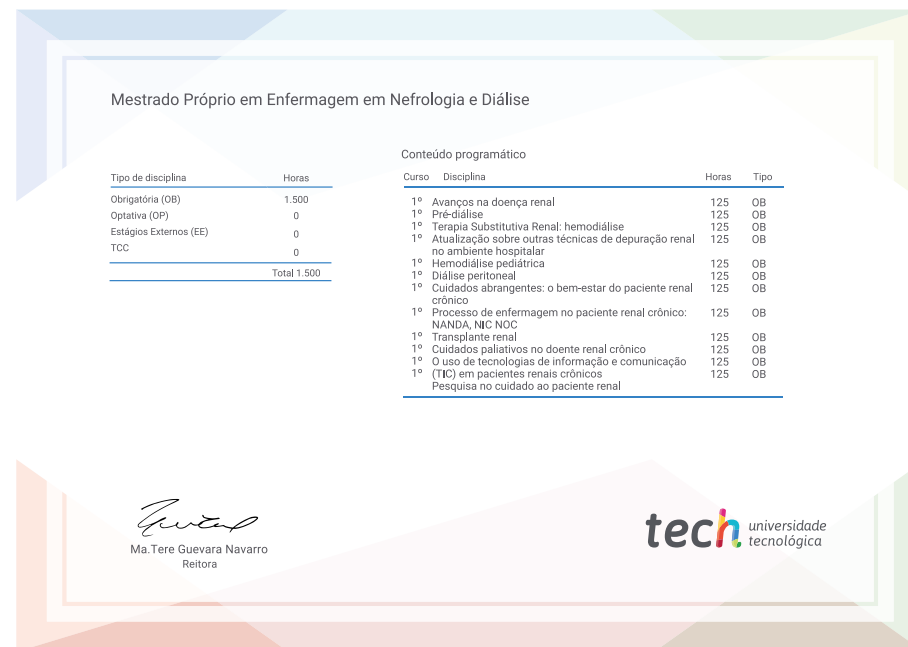 Mestrado Próprio em Enfermagem em Nefrologia e Diálise
Tipo de disciplina Horas
Obrigatória (OB) 1.500
Optativa (OP) 0
Estágios Externos (EE) 0
TCC 0
Total 1.500
Conteúdo programático
Curso Disciplina Horas Tipo
1º Avanços na doença renal 125 OB
1º Pré-diálise 125 OB
1º Terapia Substitutiva Renal: hemodiálise 125 OB
1º Atualização sobre outras técnicas de depuração renal 125 OB
no ambiente hospitalar
1º Hemodiálise pediátrica 125 OB
1º Diálise peritoneal 125 OB
1º Cuidados abrangentes: o bem-estar do paciente renal 125 OB
crônico
1º Processo de enfermagem no paciente renal crônico: 125 OB
NANDA, NIC NOC
1º Transplante renal 125 OB
1º Cuidados paliativos no doente renal crônico 125 OB
1º O uso de tecnologias de informação e comunicação 125 OB
1º (TIC) em pacientes renais crônicos 125 OB
Pesquisa no cuidado ao paciente renal
Ma.Tere Guevara Navarro
Reitora
tech universidade
tecnológica